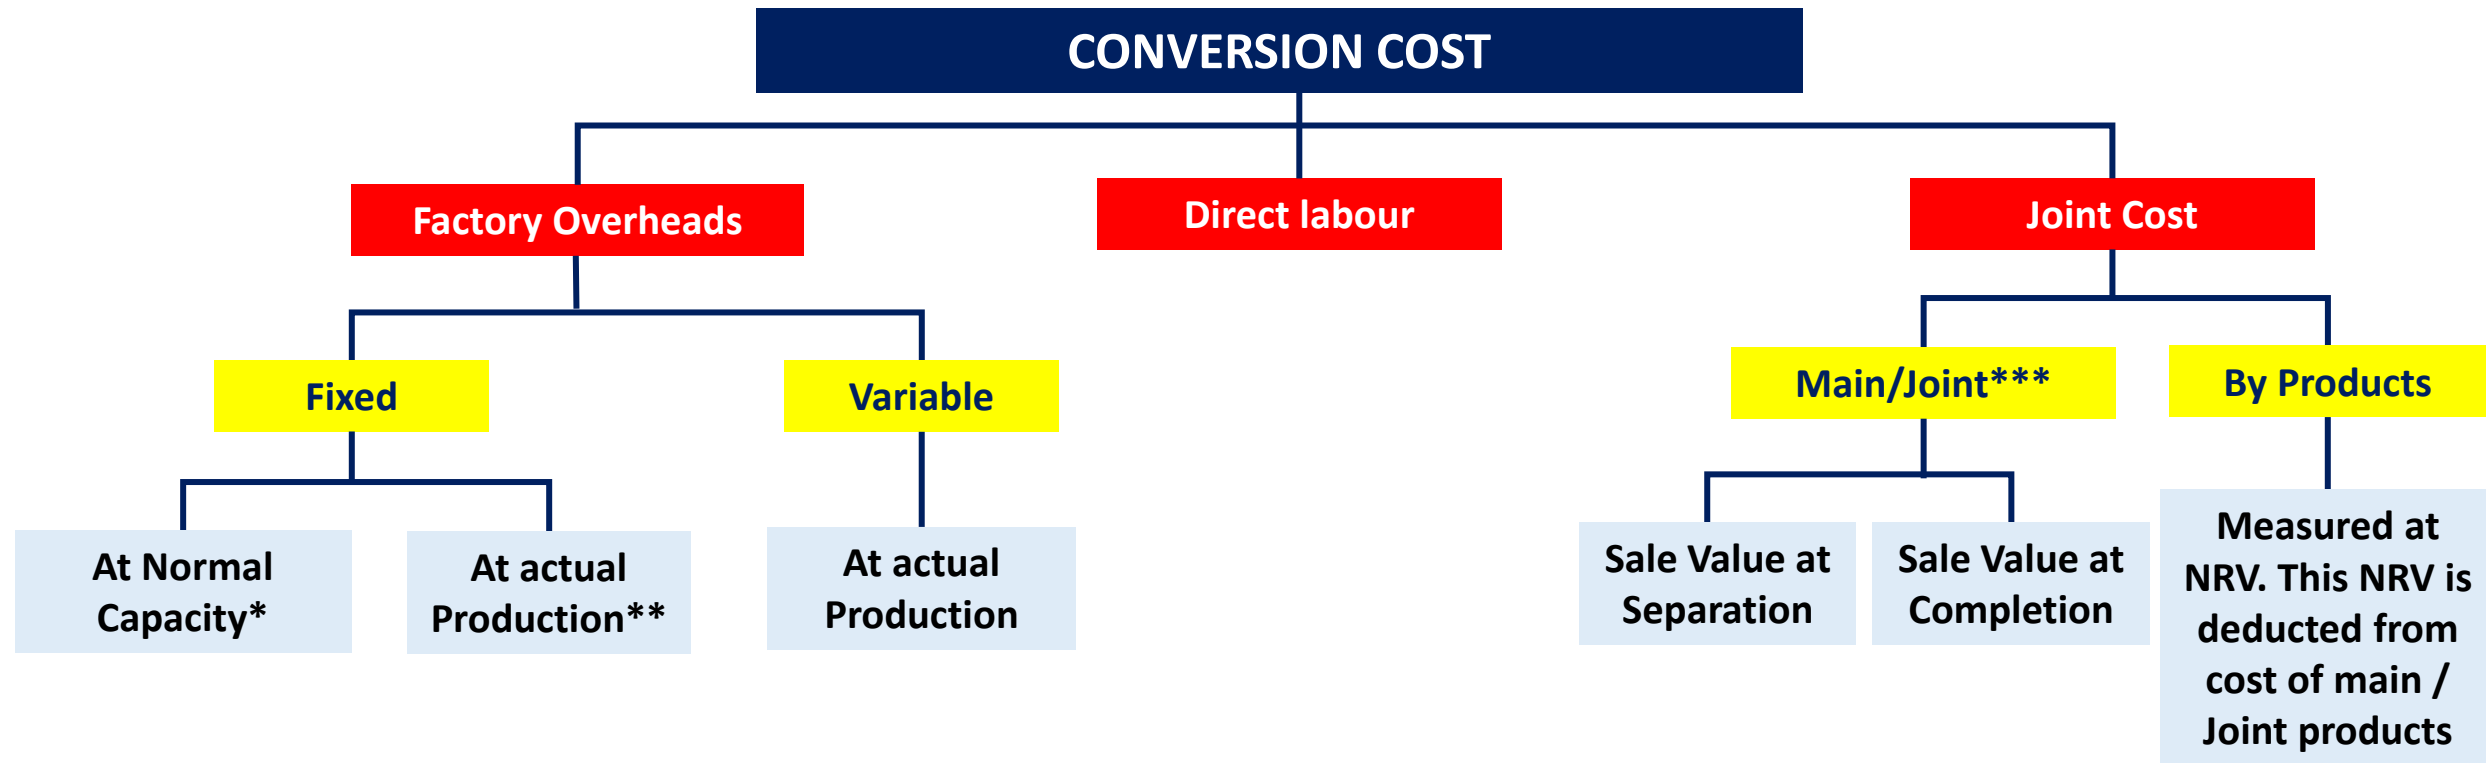 CONVERSION COST
Factory Overheads
Direct labour
Joint Cost
Fixed
Variable
Main/Joint***
By Products
At Normal
Capacity*
At actual
Production**
At actual
Production
Sale Value at
Separation
Sale Value at
Completion
Measured at
NRV. This NRV is
deducted from
cost of main /
Joint products